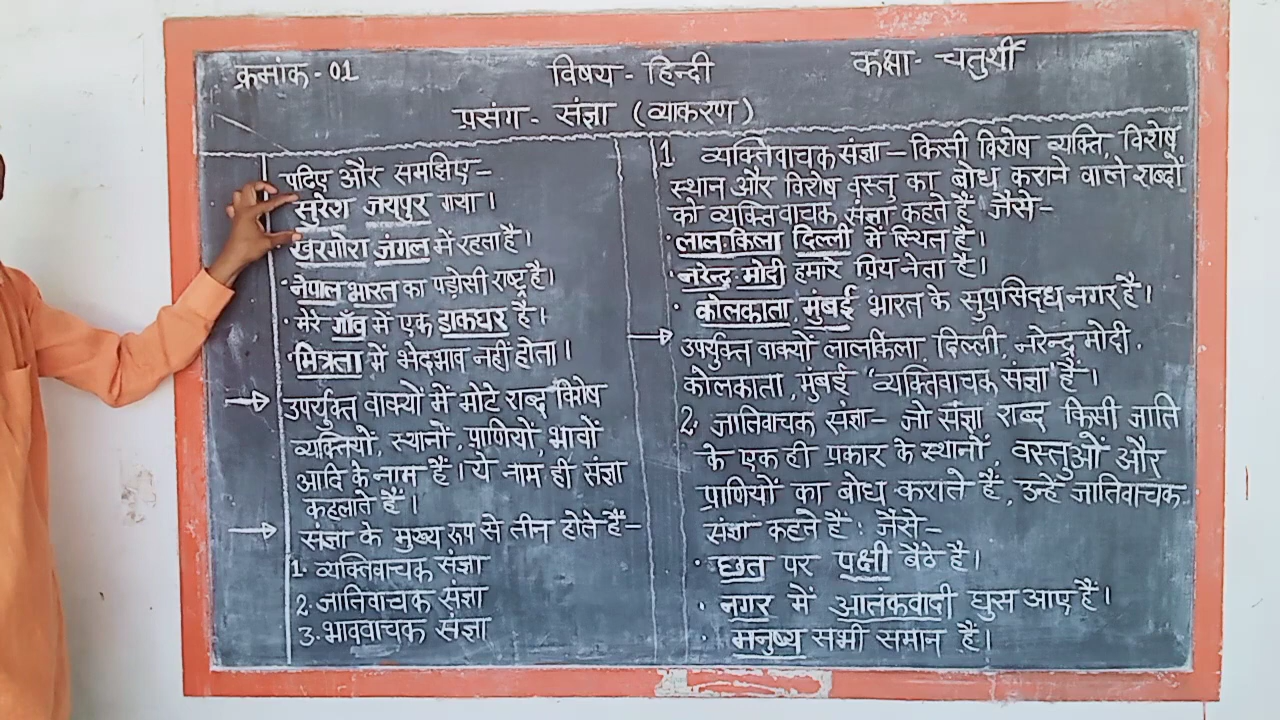 क्रमांक - 01
विषय - हिन्दी
कक्षा - चतुर्थी
प्रसंग - संज्ञा (व्याकरण)
पढिए और समझिए -
सुरेश जयपुर गया।
खरगोश जंगल में रहता है।
· नेपाल भारत का पड़ोसी राष्ट्र है।
· मेरे गाँव में एक डाकघर है।
· मित्रता में भेदभाव नहीं होता।
→ उपर्युक्त वाक्यों में मोटे शब्द विशेष
व्यक्तियों, स्थानों, प्राणियों, भावों
आदि के नाम हैं। ये नाम ही संज्ञा
कहलाते हैं।
→ संज्ञा के मुख्य रूप से तीन होते हैं -
1. व्यक्तिवाचक संज्ञा
2. जातिवाचक संज्ञा
3. भाववाचक संज्ञा
1 व्यक्तिवाचक संज्ञा - किसी विशेष व्यक्ति, विशेष
स्थान और विशेष वस्तु का बोध कराने वाले शब्दों
को व्यक्तिवाचक संज्ञा कहते हैं जैसे -
· लाल किला दिल्ली में स्थित है।
· नरेन्द्र मोदी हमारे प्रिय नेता है।
· कोलकाता, मुंबई भारत के सुप्रसिद्ध नगर है।
→ उपर्युक्त वाक्यों लालकिला, दिल्ली, नरेन्द्र मोदी,
कोलकाता, मुंबई "व्यक्तिवाचक संज्ञा" हैं।
2. जातिवाचक संज्ञा - जो संज्ञा शब्द किसी जाति
के एक ही प्रकार के स्थानों, वस्तुओं और
प्राणियों का बोध कराते हैं, उन्हें जातिवाचक
संज्ञा कहते हैं: जैसे -
· छत पर पक्षी बैठे है।
· नगर में आतंकवादी घुस आए हैं।
· मनुष्य सभी समान हैं।